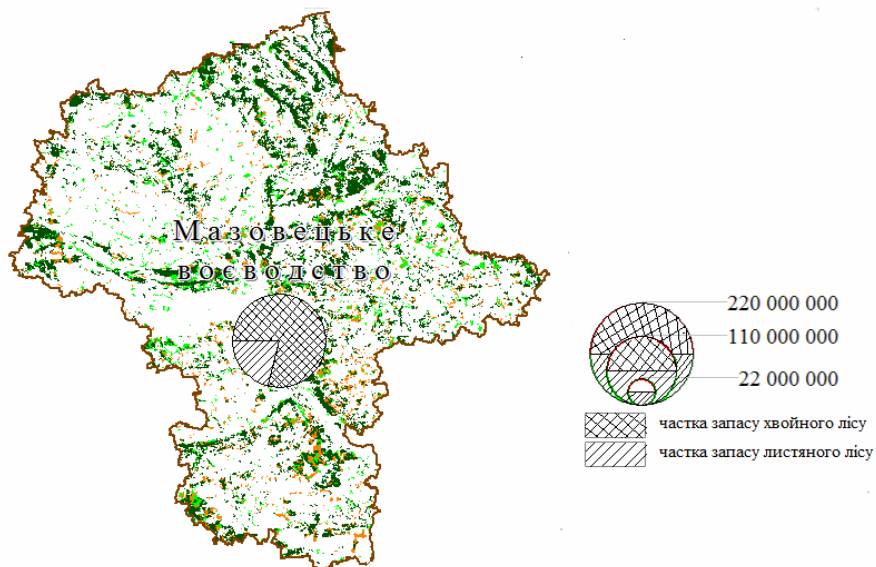 Мазовецьке
воєводство
220 000 000
110 000 000
22 000 000
частка запасу хвойного лісу
частка запасу листяного лісу